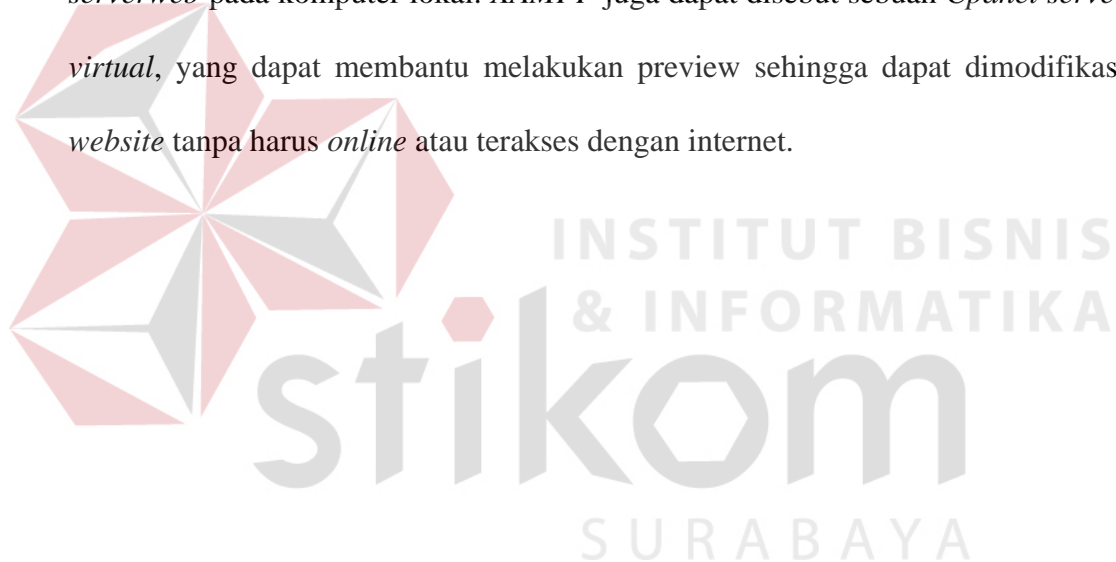 serverweb pada komputer lokal. XAMPP juga dapat disebut sebuah Cpanel server
virtual, yang dapat membantu melakukan preview sehingga dapat dimodifikas
website tanpa harus online atau terakses dengan internet.
INSTITUT BISNIS
& INFORMATIKA
stikom
SURABAYA